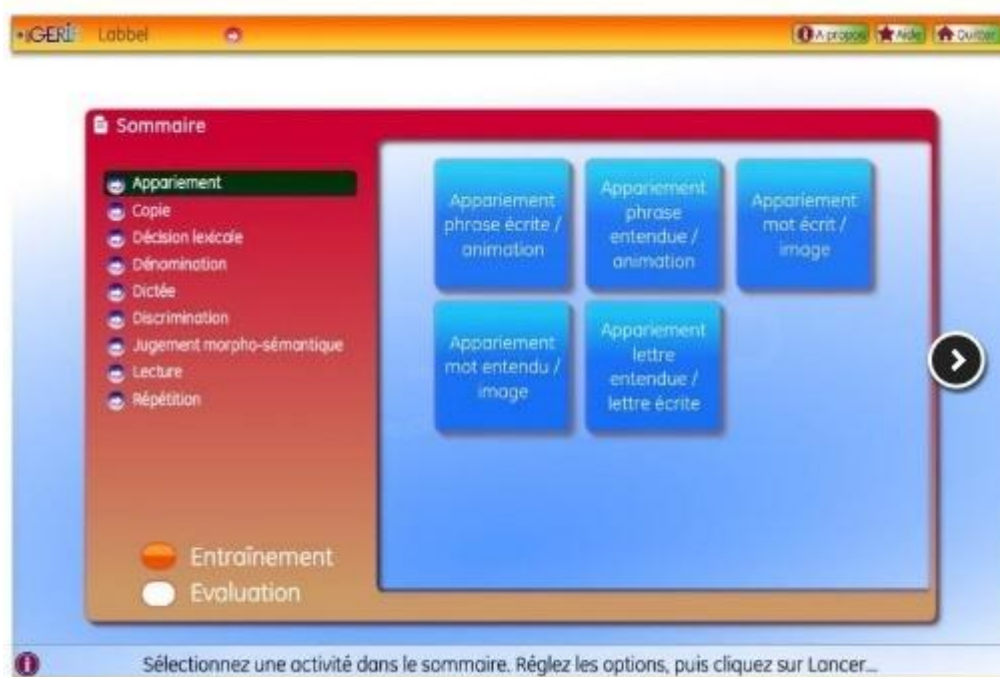 GERIP Labbel A propos Aide Quitter
Sommaire
Appariement
Copie
Décision lexicale
Dénomination
Dictée
Discrimination
Jugement morpho-sémantique
Lecture
Répétition
Entraînement
Evaluation
Appariement
phrase écrite /
animation
Appariement
phrase
entendue /
animation
Appariement
mot écrit /
image
Appariement
mot entendu /
image
Appariement
lettre
entendue /
lettre écrite
Sélectionnez une activité dans le sommaire. Réglez les options, puis cliquez sur Lancer...